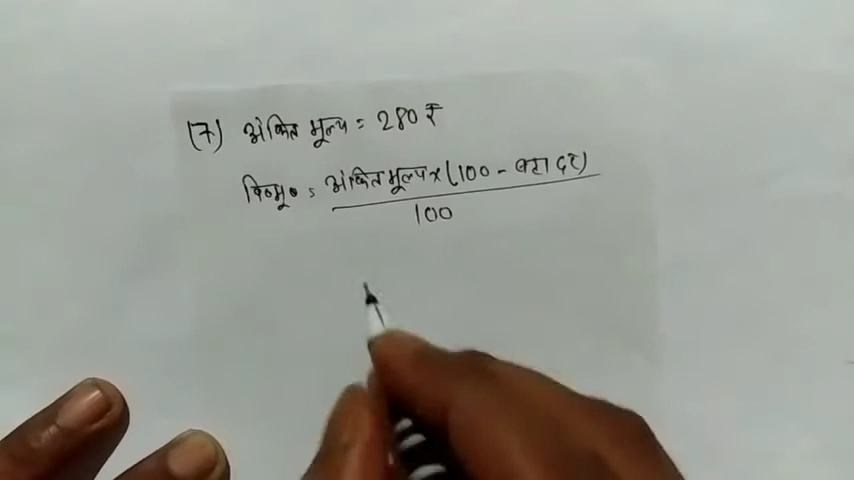 (7) अंकित मूल्य = 280 ₹
वि०मू० = अंकित मूल्य x (100 - बट्टा दर)
100